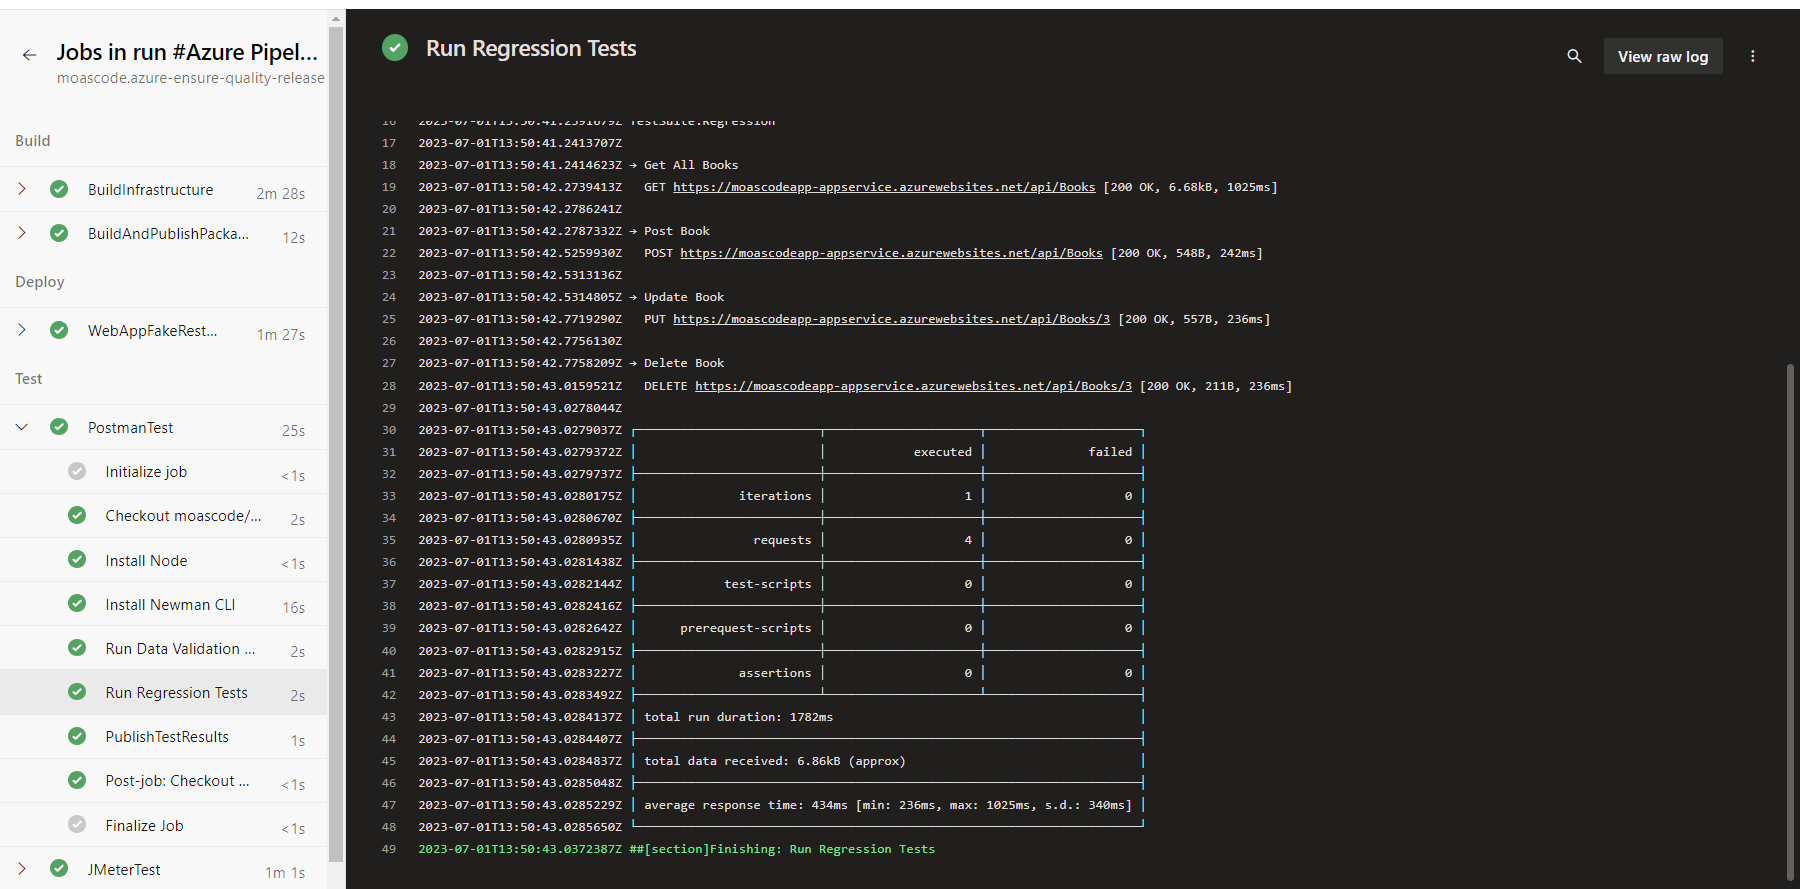 Jobs in run #Azure Pipel...
moascode.azure-ensure-quality-release
Build
BuildInfrastructure 2m 28s
BuildAndPublishPacka... 12s
Deploy
WebAppFakeRest... 1m 27s
Test
PostmanTest 25s
Initialize job <1s
Checkout moascode/... 2s
Install Node <1s
Install Newman CLI 16s
Run Data Validation ... 2s
Run Regression Tests 2s
PublishTestResults 1s
Post-job: Checkout ... <1s
Finalize Job <1s
JMeterTest 1m 1s
Run Regression Tests
View raw log
16 2023-07-01T13:50:41.2391679Z TestSuite.Regression
17 2023-07-01T13:50:41.2413707Z
18 2023-07-01T13:50:41.2414623Z → Get All Books
19 2023-07-01T13:50:42.2739413Z GET https://moascodeapp-appservice.azurewebsites.net/api/Books [200 OK, 6.68kB, 1025ms]
20 2023-07-01T13:50:42.2786241Z
21 2023-07-01T13:50:42.2787332Z → Post Book
22 2023-07-01T13:50:42.5259930Z POST https://moascodeapp-appservice.azurewebsites.net/api/Books [200 OK, 548B, 242ms]
23 2023-07-01T13:50:42.5313136Z
24 2023-07-01T13:50:42.5314805Z → Update Book
25 2023-07-01T13:50:42.7719290Z PUT https://moascodeapp-appservice.azurewebsites.net/api/Books/3 [200 OK, 557B, 236ms]
26 2023-07-01T13:50:42.7756130Z
27 2023-07-01T13:50:42.7758209Z → Delete Book
28 2023-07-01T13:50:43.0159521Z DELETE https://moascodeapp-appservice.azurewebsites.net/api/Books/3 [200 OK, 211B, 236ms]
29 2023-07-01T13:50:43.0278044Z
30 2023-07-01T13:50:43.0279037Z
31 2023-07-01T13:50:43.0279372Z executed failed
32 2023-07-01T13:50:43.0279737Z
33 2023-07-01T13:50:43.0280175Z iterations 1 0
34 2023-07-01T13:50:43.0280670Z
35 2023-07-01T13:50:43.0280935Z requests 4 0
36 2023-07-01T13:50:43.0281438Z
37 2023-07-01T13:50:43.0282144Z test-scripts 0 0
38 2023-07-01T13:50:43.0282416Z
39 2023-07-01T13:50:43.0282642Z prerequest-scripts 0 0
40 2023-07-01T13:50:43.0282915Z
41 2023-07-01T13:50:43.0283227Z assertions 0 0
42 2023-07-01T13:50:43.0283492Z
43 2023-07-01T13:50:43.0284137Z total run duration: 1782ms
44 2023-07-01T13:50:43.0284407Z
45 2023-07-01T13:50:43.0284837Z total data received: 6.86kB (approx)
46 2023-07-01T13:50:43.0285048Z
47 2023-07-01T13:50:43.0285229Z average response time: 434ms [min: 236ms, max: 1025ms, s.d.: 340ms]
48 2023-07-01T13:50:43.0285650Z
49 2023-07-01T13:50:43.0372387Z ##[section]Finishing: Run Regression Tests